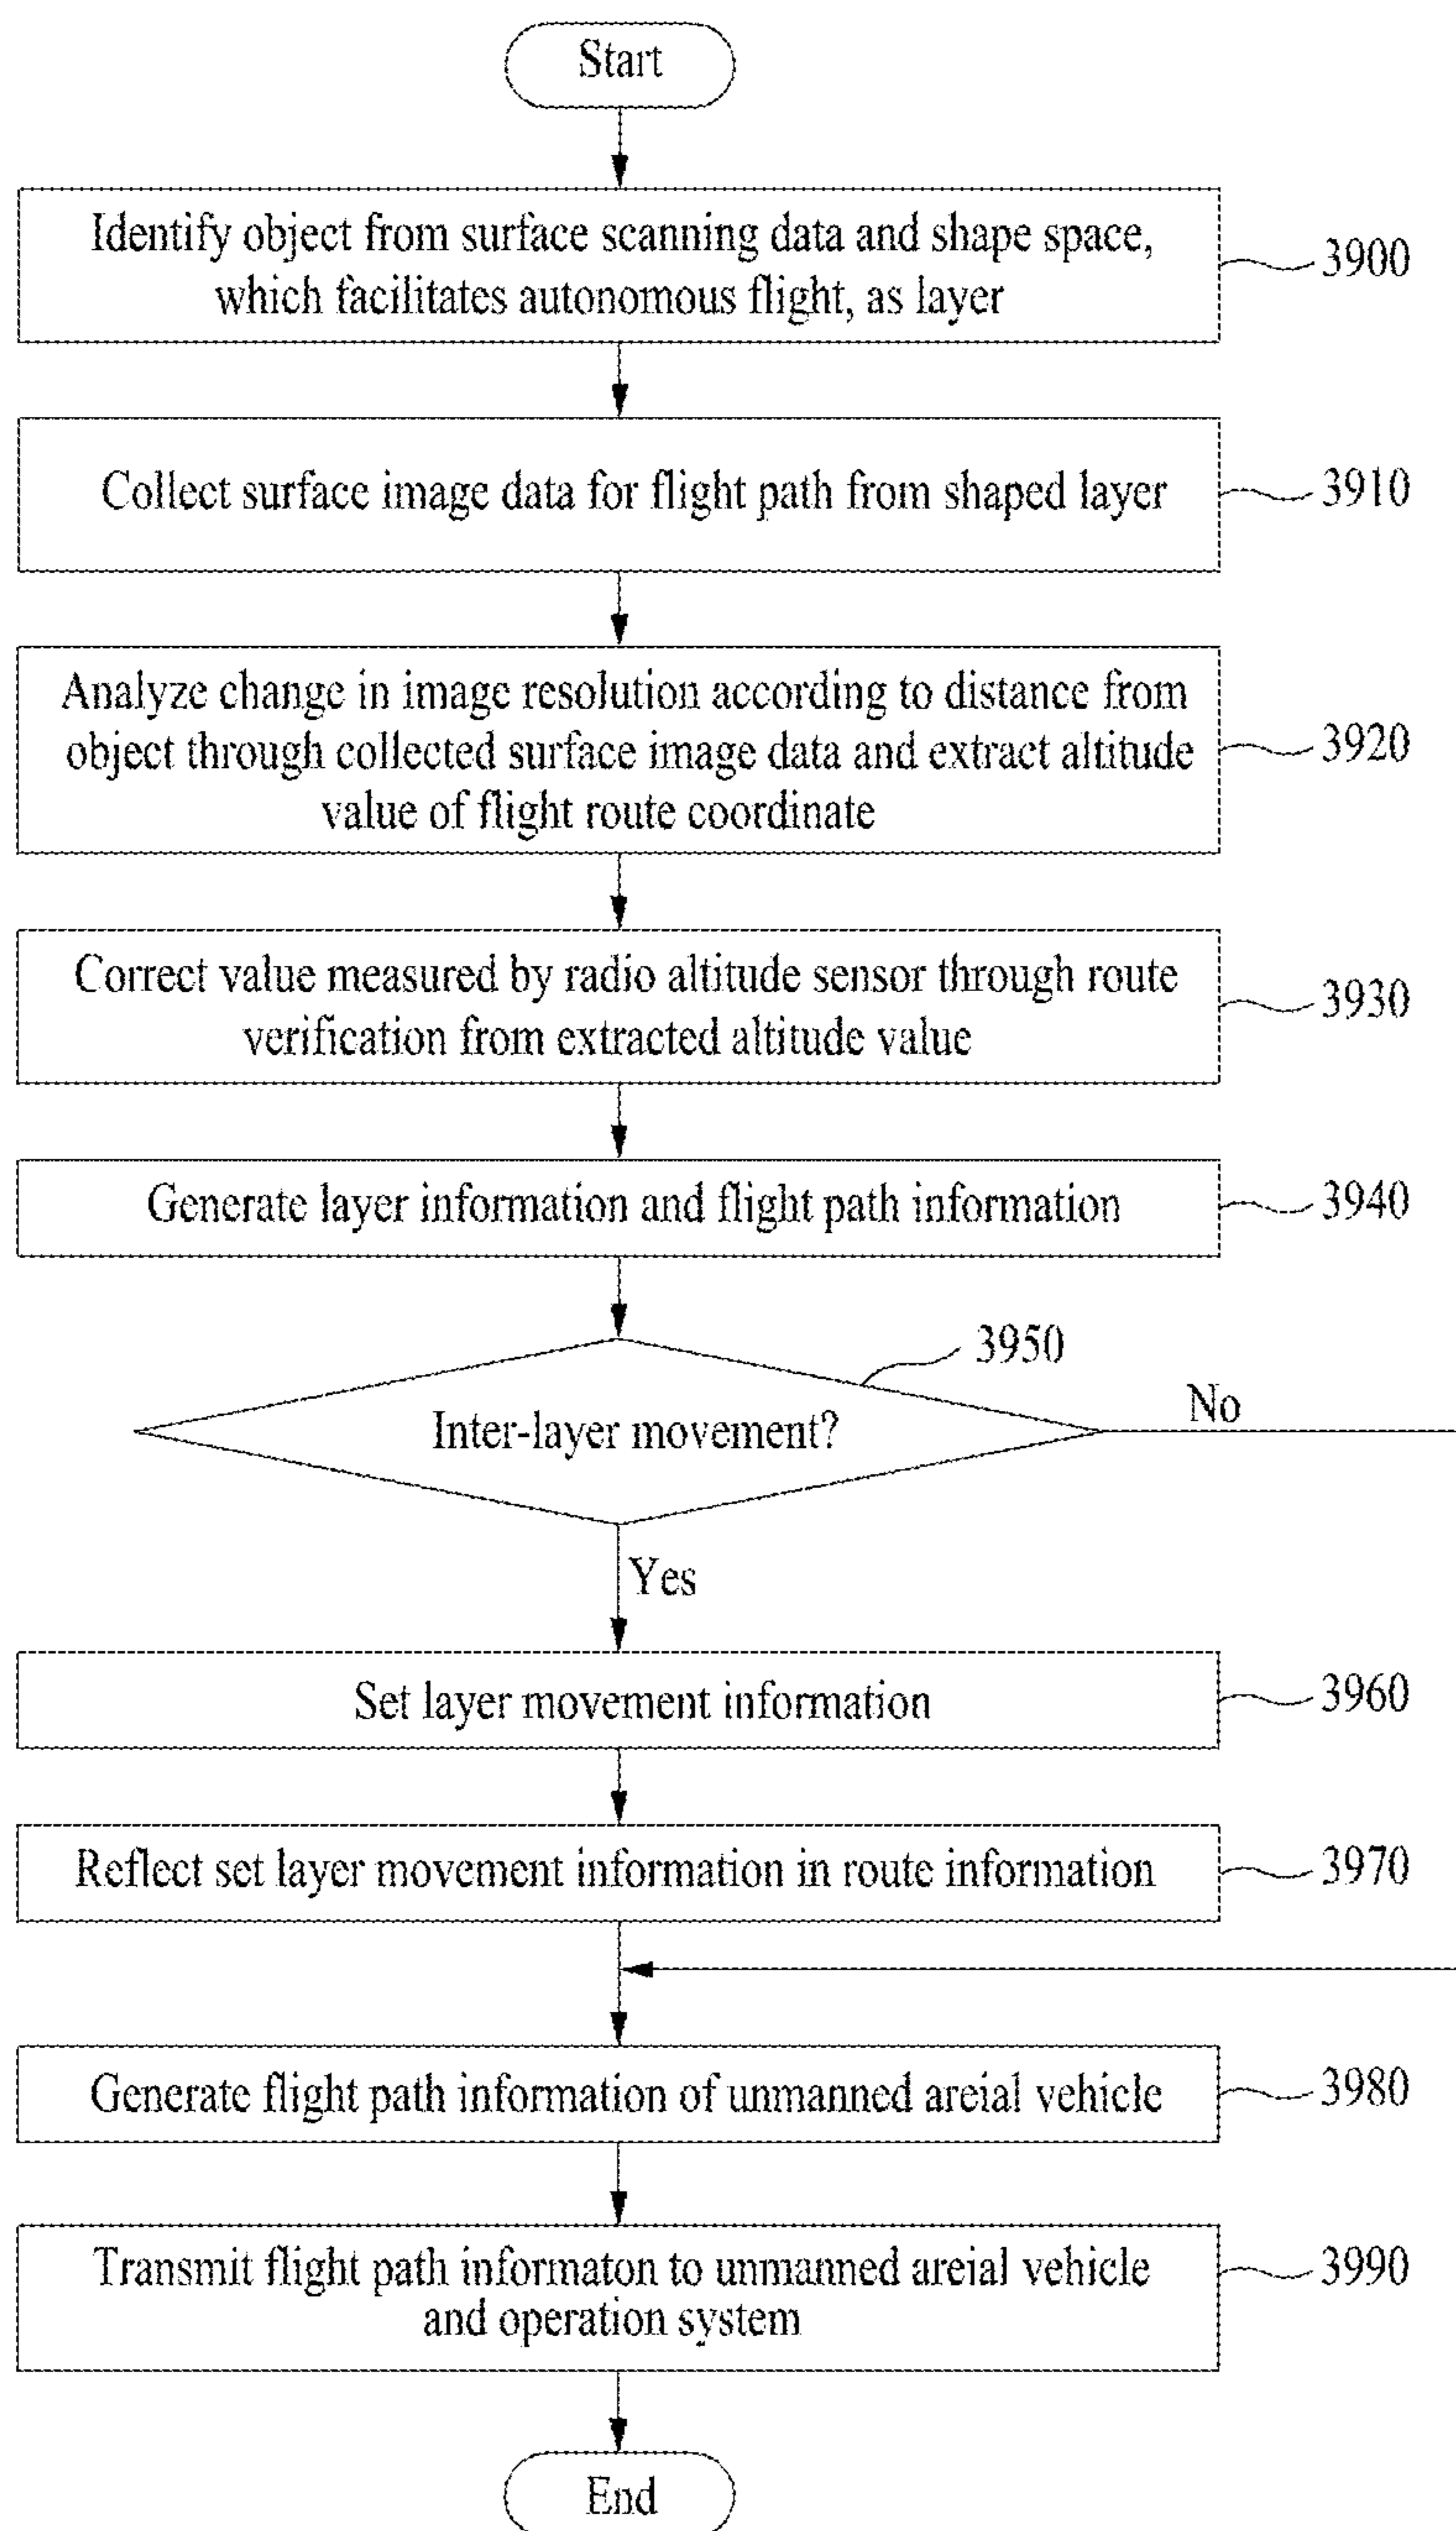 Start
Identify object from surface scanning data and shape space,
which facilitates autonomous flight, as layer
3900
Collect surface image data for flight path from shaped layer
3910
Analyze change in image resolution according to distance from
object through collected surface image data and extract altitude
value of flight route coordinate
3920
Correct value measured by radio altitude sensor through route
verification from extracted altitude value
3930
Generate layer information and flight path information
3940
3950
Inter-layer movement?
No
Yes
Set layer movement information
3960
Reflect set layer movement information in route information
3970
Generate flight path information of unmanned areial vehicle
3980
Transmit flight path informaton to unmanned areial vehicle
and operation system
3990
End